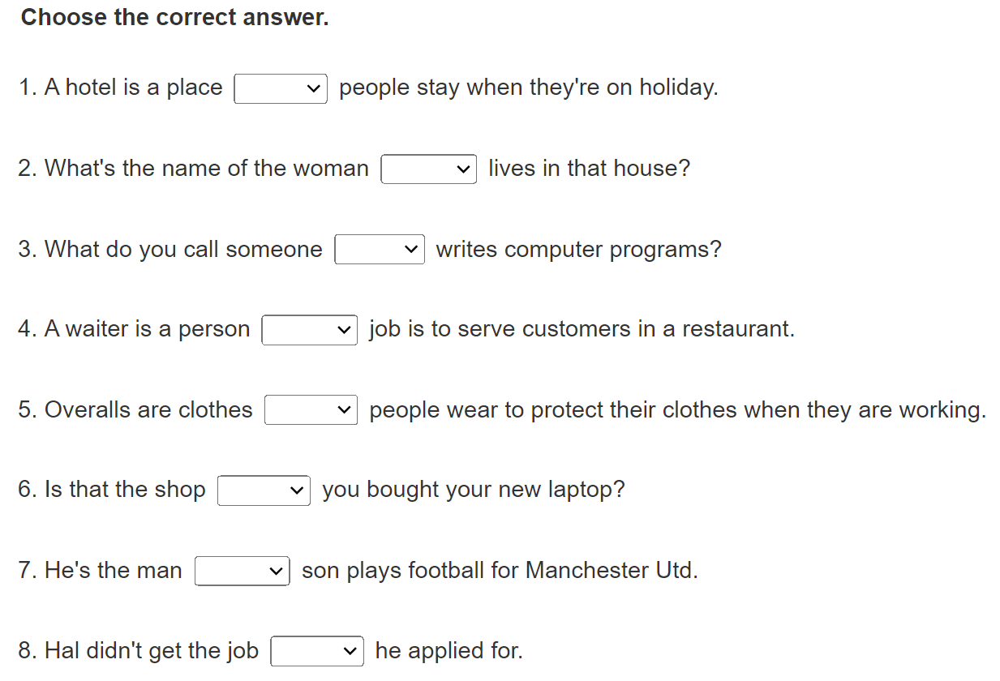 Choose the correct answer.
1. A hotel is a place people stay when they're on holiday.
2. What's the name of the woman lives in that house?
3. What do you call someone writes computer programs?
4. A waiter is a person job is to serve customers in a restaurant.
5. Overalls are clothes people wear to protect their clothes when they are working.
6. Is that the shop you bought your new laptop?
7. He's the man son plays football for Manchester Utd.
8. Hal didn't get the job he applied for.